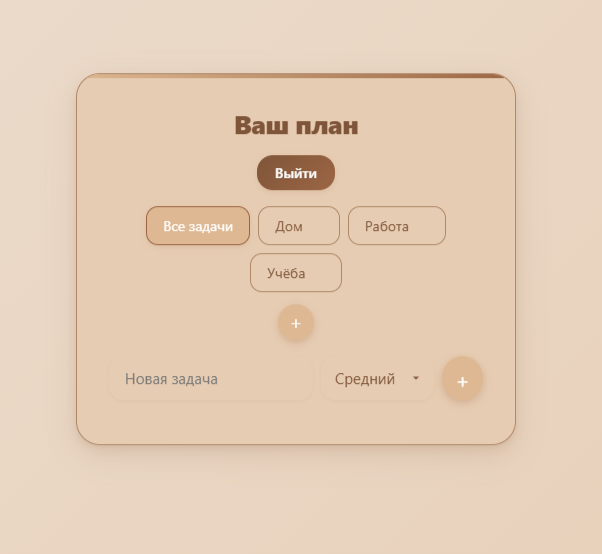 Ваш план
Выйти
Все задачи Дом Работа
Учёба
+
Новая задача Средний +